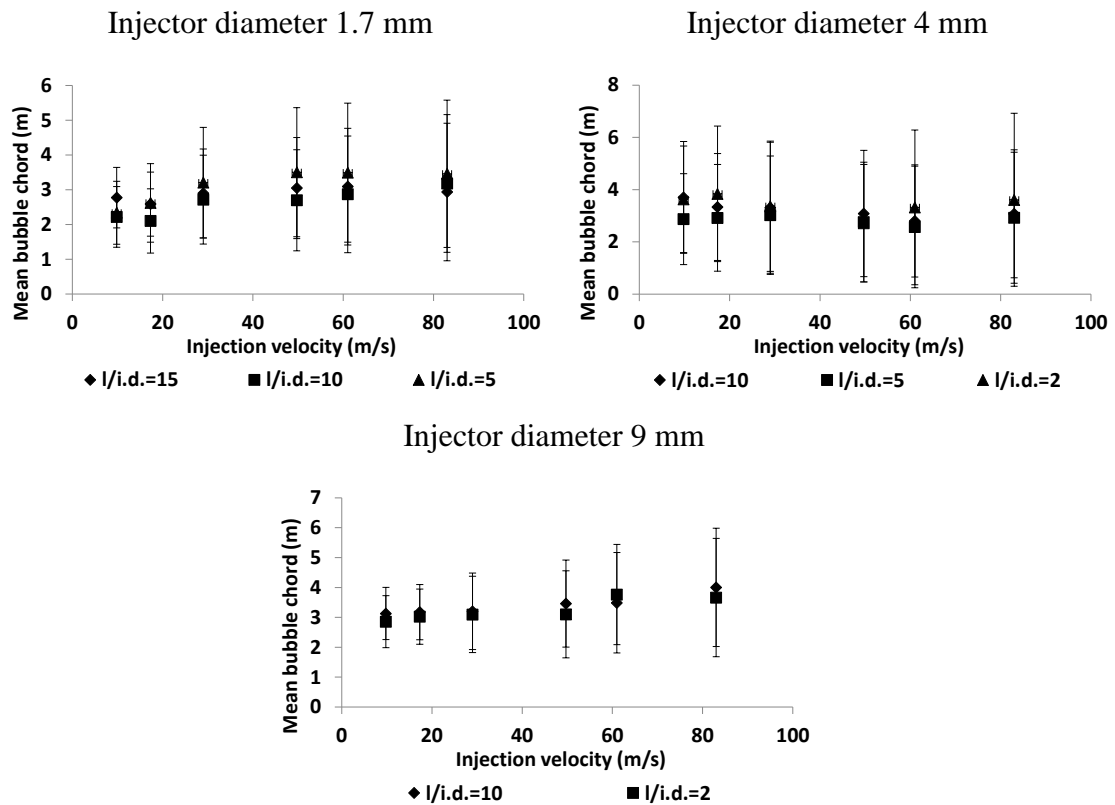 Injector diameter 1.7 mm
6
5
4
3
2
1
0
Mean bubble chord (m)
0 20 40 60 80 100
Injection velocity (m/s)
l/i.d.=15 l/i.d.=10 l/i.d.=5
Injector diameter 4 mm
8
6
4
2
0
Mean bubble chord (m)
0 20 40 60 80 100
Injection velocity (m/s)
l/i.d.=10 l/i.d.=5 l/i.d.=2
Injector diameter 9 mm
7
6
5
4
3
2
1
0
Mean bubble chord (m)
0 20 40 60 80 100
Injection velocity (m/s)
l/i.d.=10 l/i.d.=2